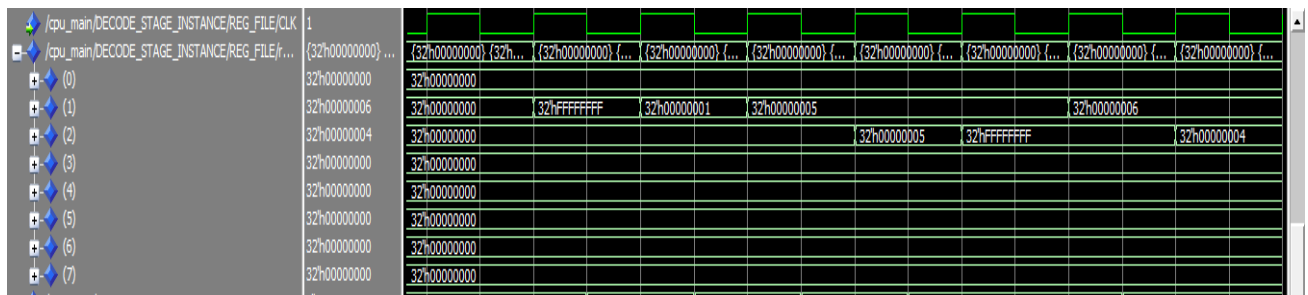 /cpu_main/DECODE_STAGE_INSTANCE/REG_FILE/CLK 1
/cpu_main/DECODE_STAGE_INSTANCE/REG_FILE/r... {32'h00000000} ... {32'h00000000} {32'h... {32'h00000000} {... {32'h00000000} {... {32'h00000000} {... {32'h00000000} {... {32'h00000000} {... {32'h00000000} {... {32'h00000000} {...
(0) 32'h00000000 32'h00000000
(1) 32'h00000006 32'h00000000 32'hFFFFFFFF 32'h00000001 32'h00000005 32'h00000006
(2) 32'h00000004 32'h00000000 32'h00000005 32'hFFFFFFFF 32'h00000004
(3) 32'h00000000 32'h00000000
(4) 32'h00000000 32'h00000000
(5) 32'h00000000 32'h00000000
(6) 32'h00000000 32'h00000000
(7) 32'h00000000 32'h00000000